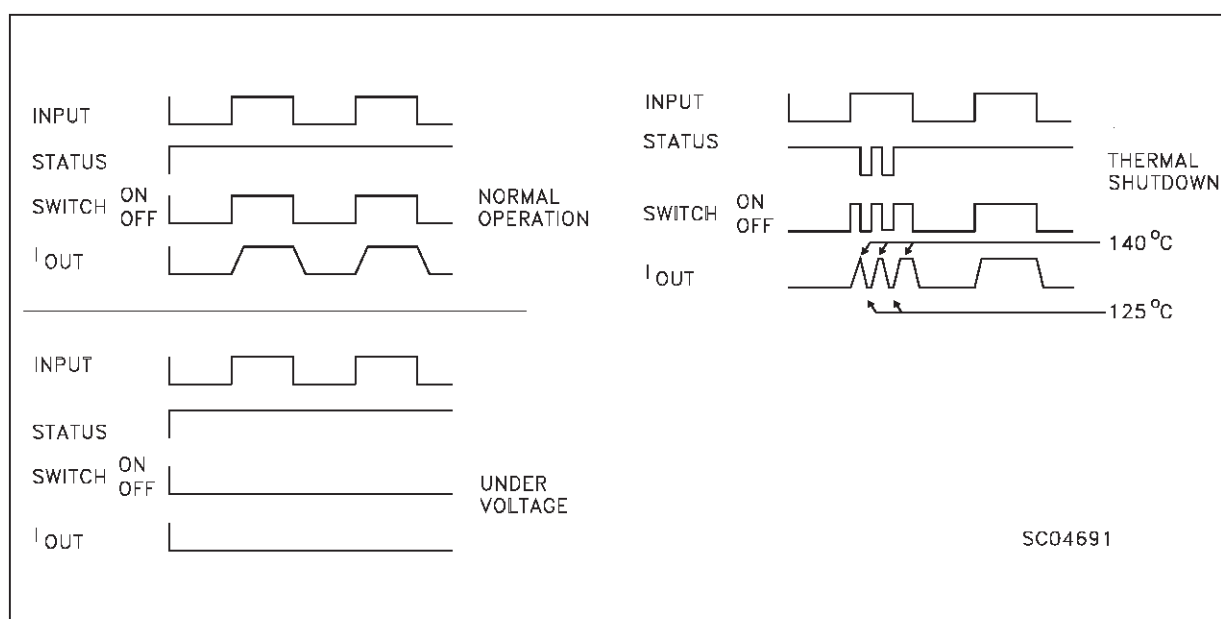 INPUT
STATUS
SWITCH ON
OFF
I OUT
NORMAL
OPERATION
INPUT
STATUS
SWITCH ON
OFF
I OUT
UNDER
VOLTAGE
INPUT
STATUS
SWITCH ON
OFF
I OUT
THERMAL
SHUTDOWN
140 °C
125 °C
SC04691